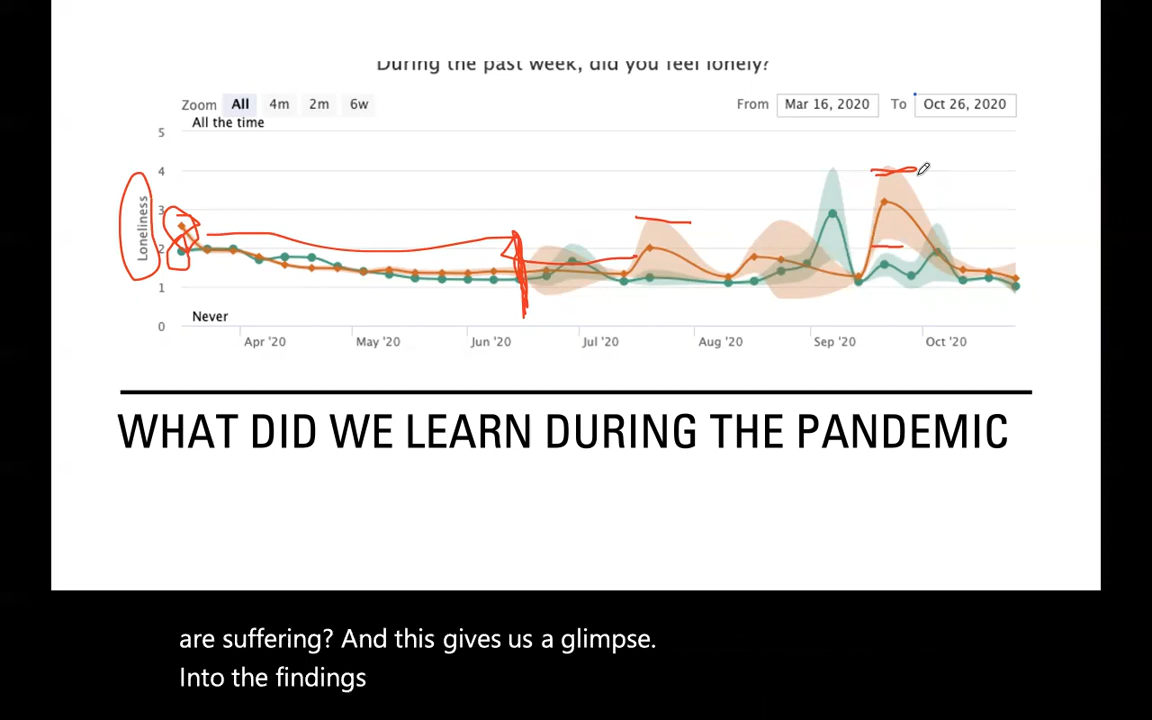 During the past week, did you feel lonely?
Zoom All 4m 2m 6w From Mar 16, 2020 To Oct 26, 2020
All the time
5
4
3
2
1
0
Loneliness
Never
Apr '20 May '20 Jun '20 Jul '20 Aug '20 Sep '20 Oct '20
WHAT DID WE LEARN DURING THE PANDEMIC
are suffering? And this gives us a glimpse.
Into the findings